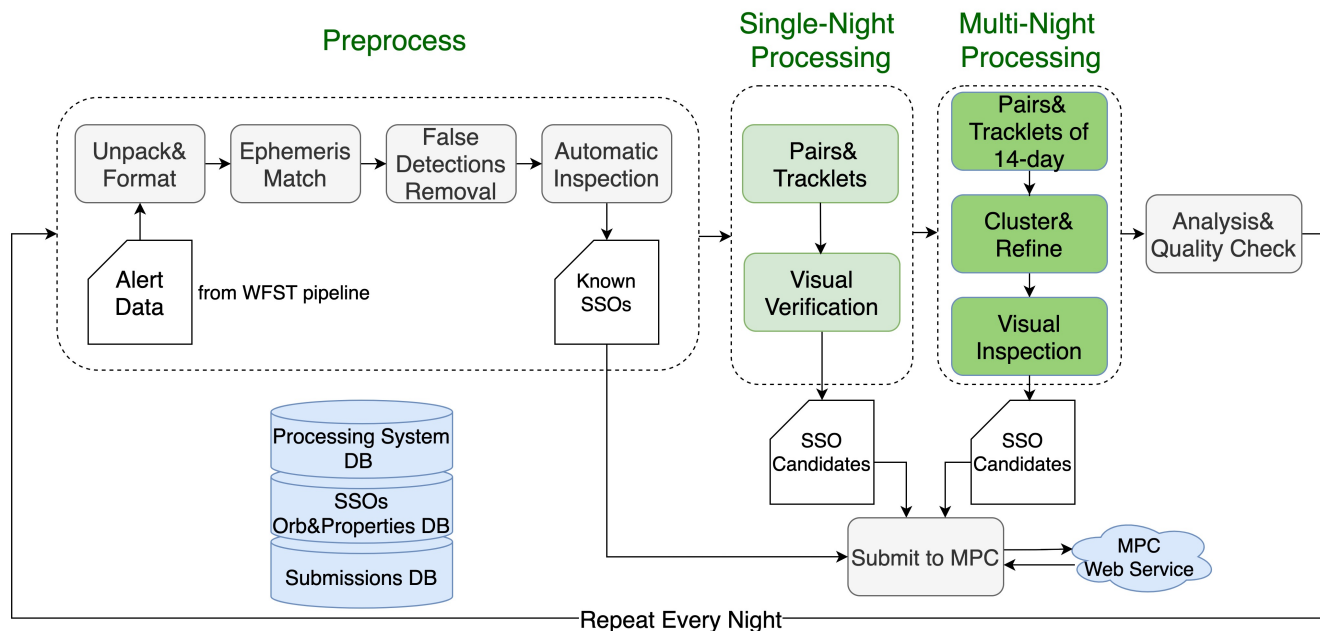 Preprocess
Single-Night
Processing
Multi-Night
Processing
Unpack&
Format
Ephemeris
Match
False
Detections
Removal
Automatic
Inspection
Alert
Data
from WFST pipeline
Known
SSOs
Pairs&
Tracklets
Visual
Verification
Pairs&
Tracklets of
14-day
Cluster&
Refine
Visual
Inspection
Analysis&
Quality Check
SSO
Candidates
SSO
Candidates
Processing System
DB
SSOs
Orb&Properties DB
Submissions DB
Submit to MPC
MPC
Web Service
Repeat Every Night